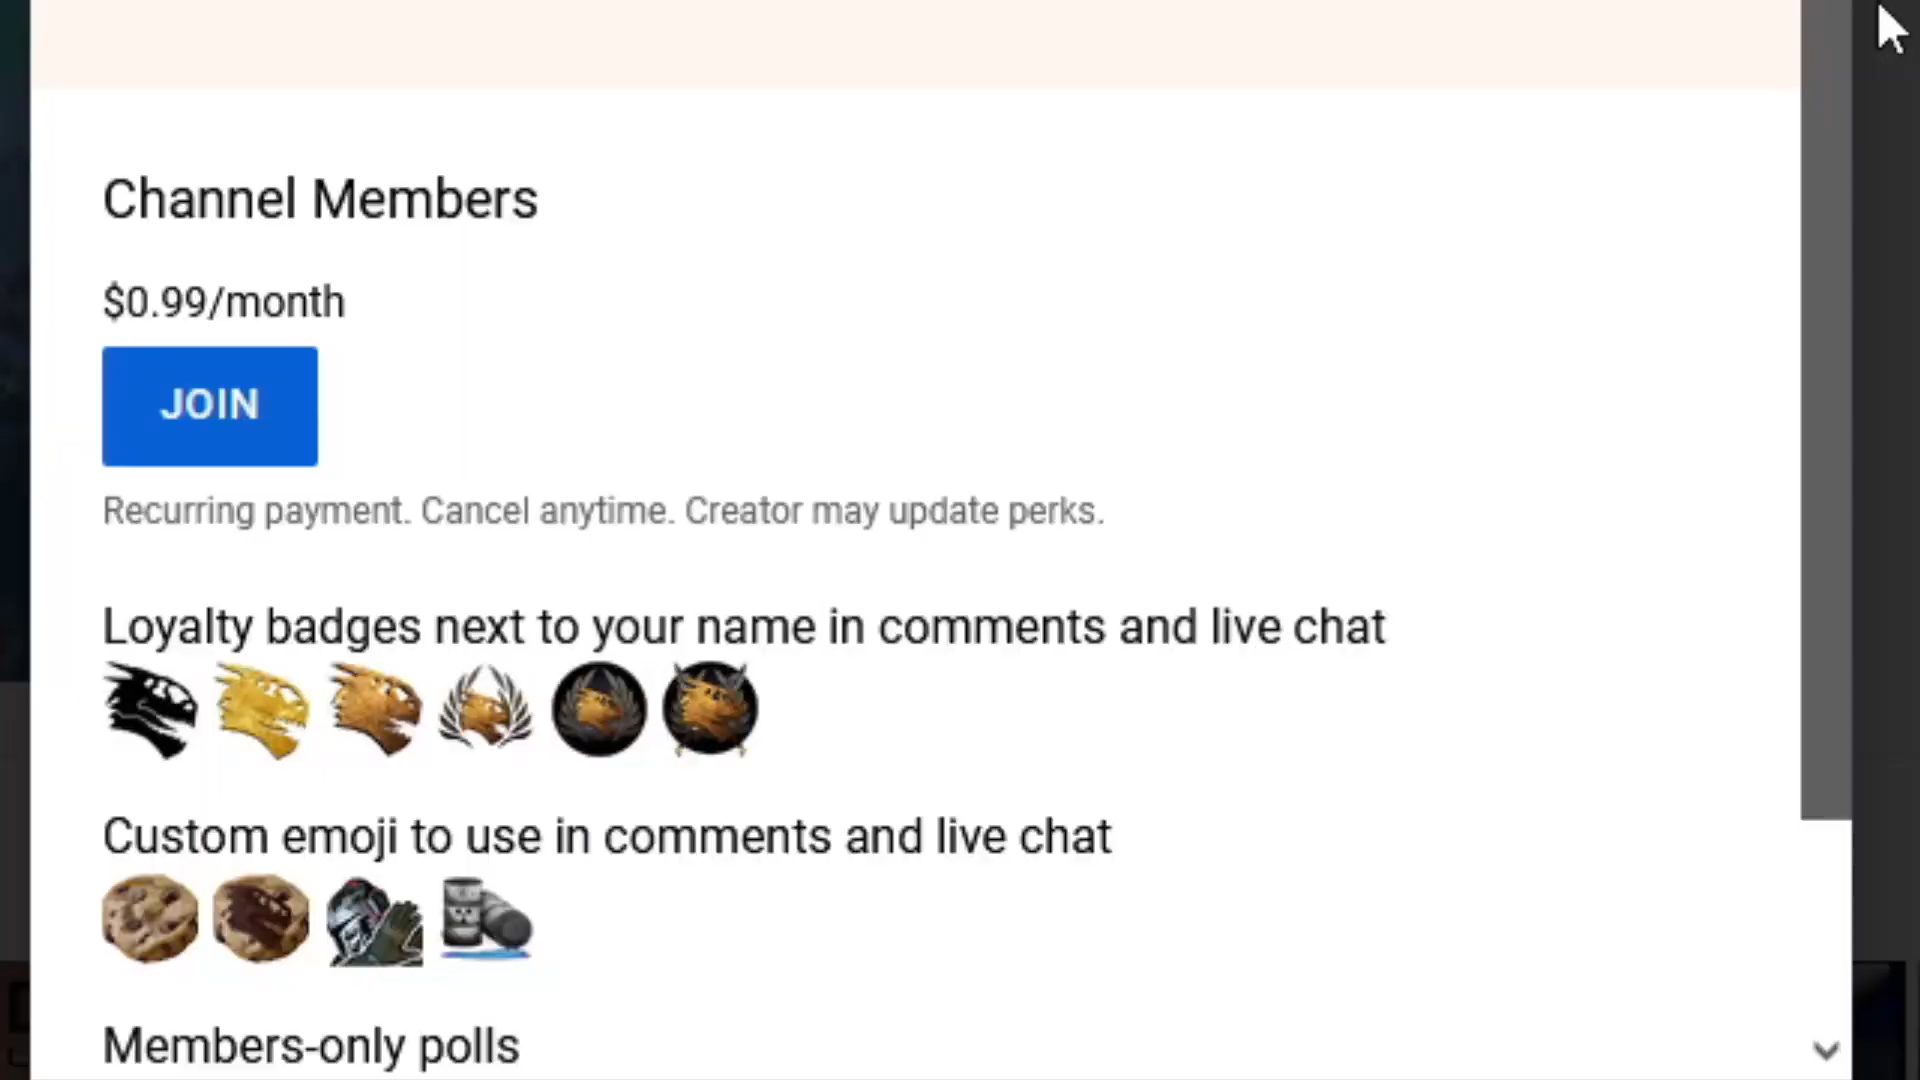 Channel Members
$0.99/month
JOIN
Recurring payment. Cancel anytime. Creator may update perks.
Loyalty badges next to your name in comments and live chat
Custom emoji to use in comments and live chat
Members-only polls